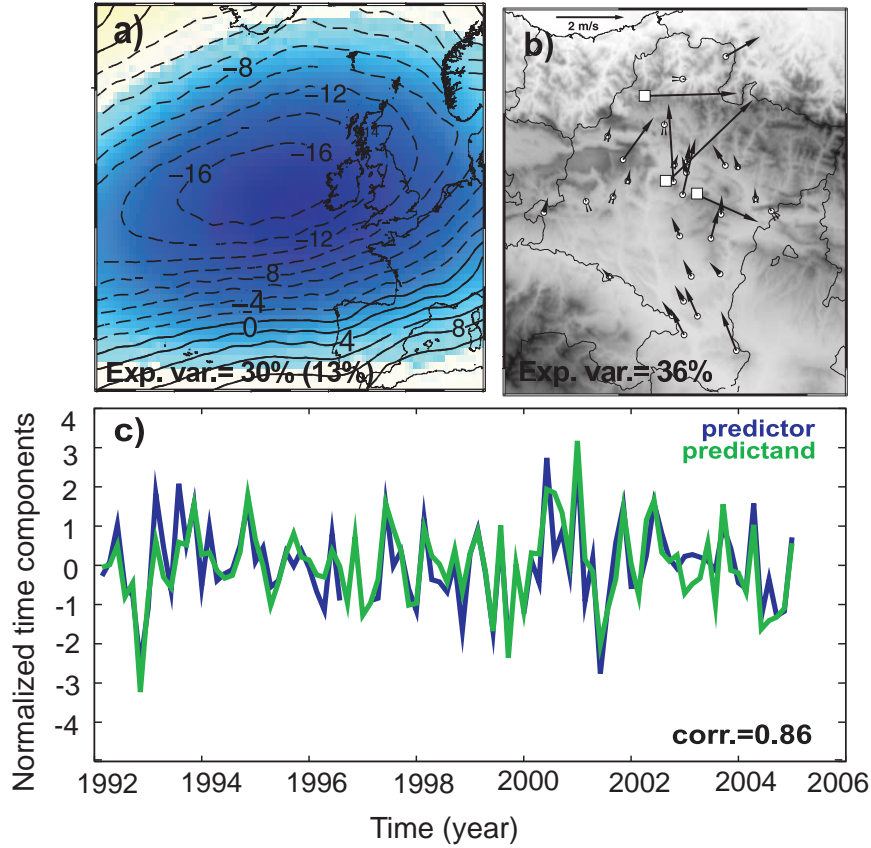 a)
−8
−12
−16
−16
−12
−8
−4
0
4
8
Exp. var.= 30% (13%)
b)
2 m/s
Exp. var.= 36%
c)
predictor
predictand
Normalized time components
4
3
2
1
0
-1
-2
-3
-4
corr.=0.86
1992 1994 1996 1998 2000 2002 2004 2006
Time (year)